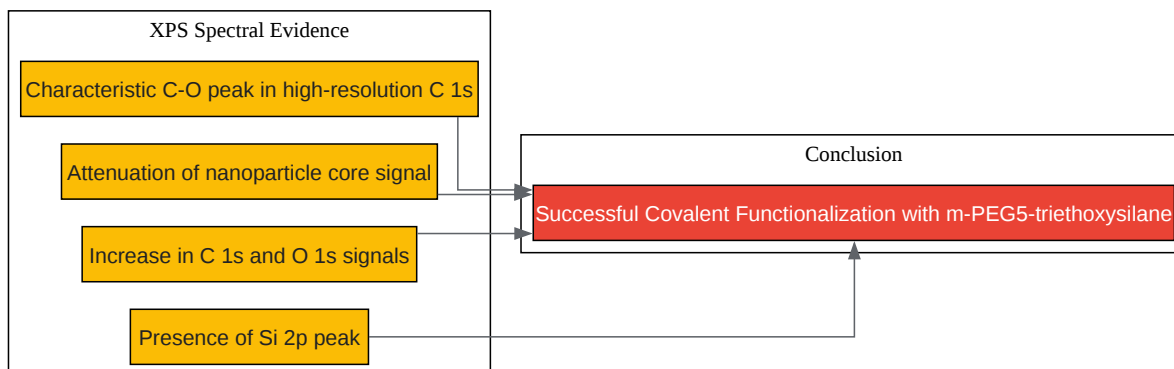 XPS Spectral Evidence
Characteristic C-O peak in high-resolution C 1s
Attenuation of nanoparticle core signal
Increase in C 1s and O 1s signals
Presence of Si 2p peak
Conclusion
Successful Covalent Functionalization with m-PEG5-triethoxysilane